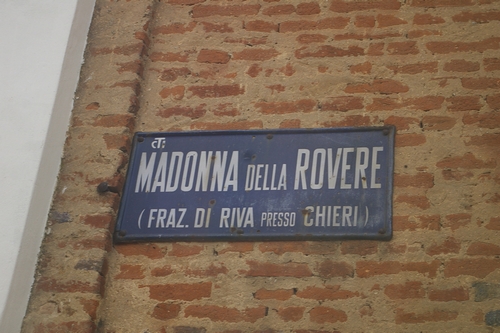 MADONNA DELLA ROVERE
(FRAZ. DI RIVA PRESSO CHIERI)